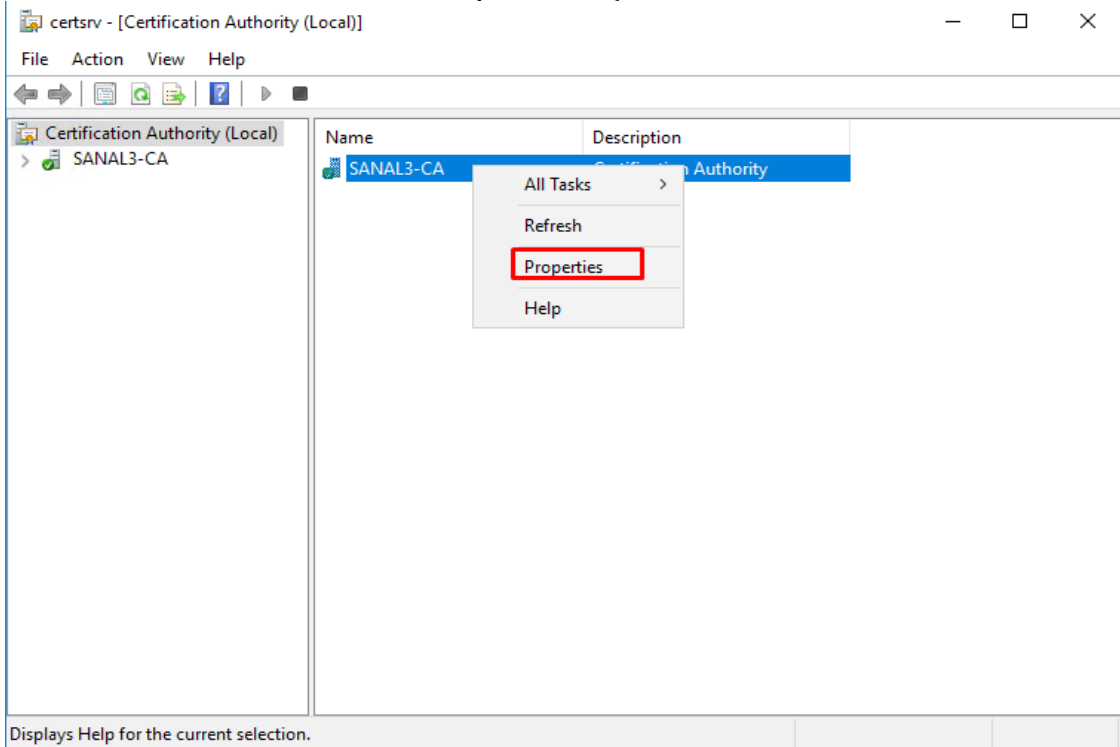 certsrv - [Certification Authority (Local)]
File Action View Help
Certification Authority (Local)
SANAL3-CA
Name Description
SANAL3-CA Authority
All Tasks
Refresh
Properties
Help
Displays Help for the current selection.